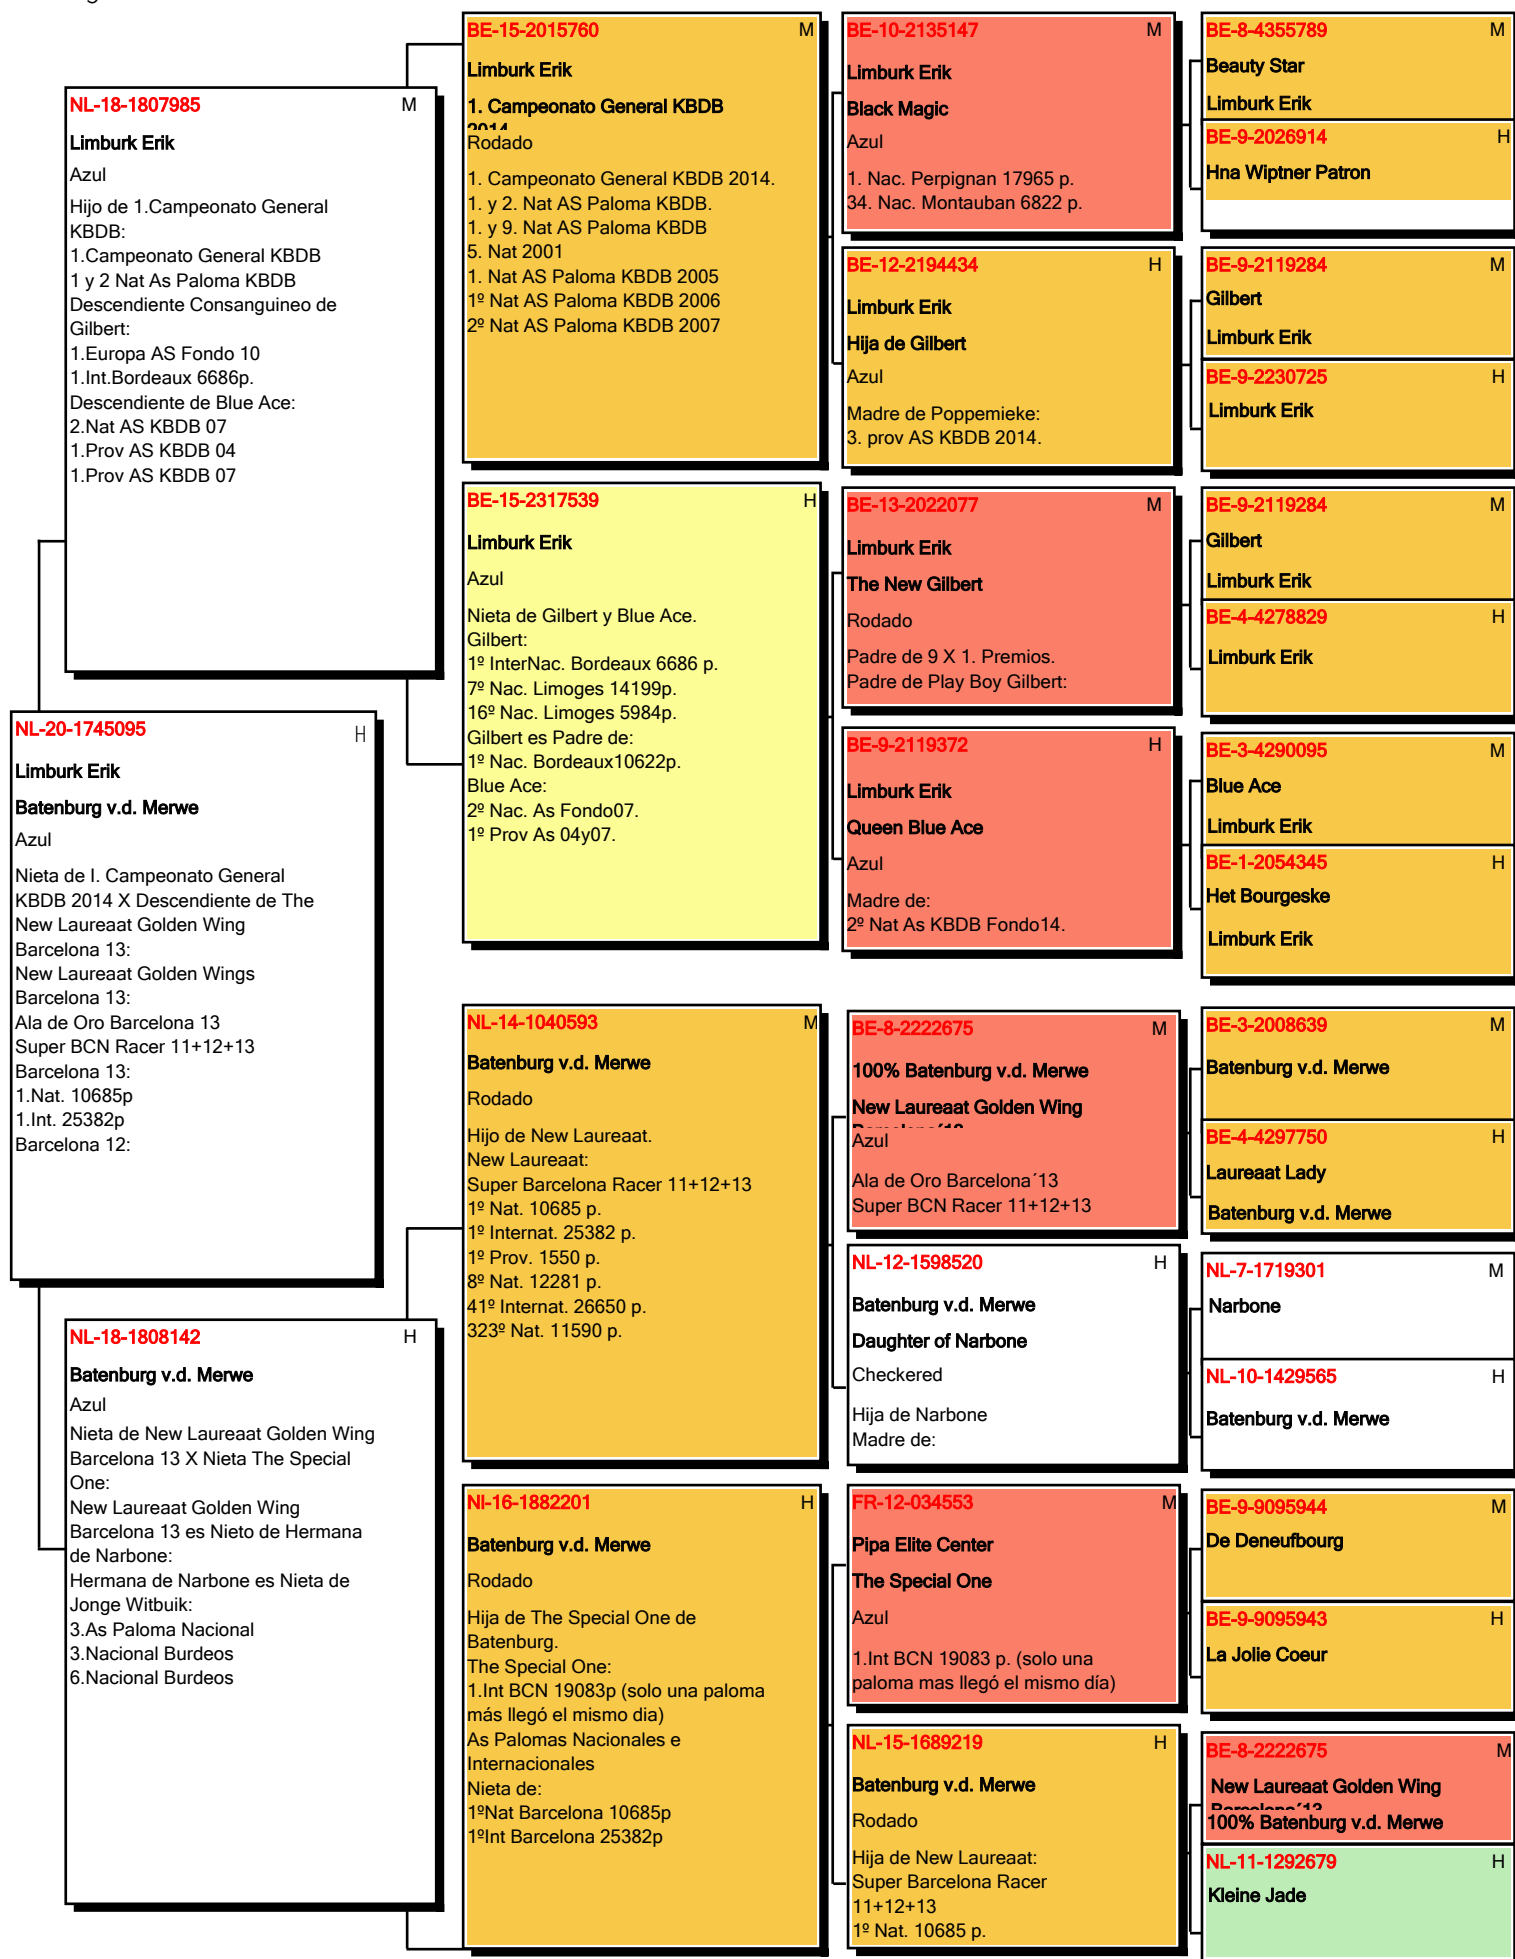 NL-20-1745095 H
Limburk Erik
Batenburg v.d. Merwe
Azul
Nieta de I. Campeonato General
KBDB 2014 X Descendiente de The
New Laureaat Golden Wing
Barcelona 13:
New Laureaat Golden Wings
Barcelona 13:
Ala de Oro Barcelona 13
Super BCN Racer 11+12+13
Barcelona 13:
1.Nat. 10685p
1.Int. 25382p
Barcelona 12:
NL-18-1807985 M
Limburk Erik
Azul
Hijo de 1.Campeonato General
KBDB:
1.Campeonato General KBDB
1 y 2 Nat As Paloma KBDB
Descendiente Consanguineo de
Gilbert:
1.Europa AS Fondo 10
1.Int.Bordeaux 6686p.
Descendiente de Blue Ace:
2.Nat AS KBDB 07
1.Prov AS KBDB 04
1.Prov AS KBDB 07
NL-18-1808142 H
Batenburg v.d. Merwe
Azul
Nieta de New Laureaat Golden Wing
Barcelona 13 X Nieta The Special
One:
New Laureaat Golden Wing
Barcelona 13 es Nieto de Hermana
de Narbone:
Hermana de Narbone es Nieta de
Jonge Witbuik:
3.As Paloma Nacional
3.Nacional Burdeos
6.Nacional Burdeos
BE-15-2015760 M
Limburk Erik
1. Campeonato General KBDB
2014
Rodado
1. Campeonato General KBDB 2014.
1. y 2. Nat AS Paloma KBDB.
1. y 9. Nat AS Paloma KBDB
5. Nat 2001
1. Nat AS Paloma KBDB 2005
1º Nat AS Paloma KBDB 2006
2º Nat AS Paloma KBDB 2007
BE-15-2317539 H
Limburk Erik
Azul
Nieta de Gilbert y Blue Ace.
Gilbert:
1º InterNac. Bordeaux 6686 p.
7º Nac. Limoges 14199p.
16º Nac. Limoges 5984p.
Gilbert es Padre de:
1º Nac. Bordeaux10622p.
Blue Ace:
2º Nac. As Fondo07.
1º Prov As 04y07.
NL-14-1040593 M
Batenburg v.d. Merwe
Rodado
Hijo de New Laureaat.
New Laureaat:
Super Barcelona Racer 11+12+13
1º Nat. 10685 p.
1º Internat. 25382 p.
1º Prov. 1550 p.
8º Nat. 12281 p.
41º Internat. 26650 p.
323º Nat. 11590 p.
Nl-16-1882201 H
Batenburg v.d. Merwe
Rodado
Hija de The Special One de
Batenburg.
The Special One:
1.Int BCN 19083p (solo una paloma
más llegó el mismo dia)
As Palomas Nacionales e
Internacionales
Nieta de:
1ºNat Barcelona 10685p
1ºInt Barcelona 25382p
BE-10-2135147 M
Limburk Erik
Black Magic
Azul
1. Nac. Perpignan 17965 p.
34. Nac. Montauban 6822 p.
BE-12-2194434 H
Limburk Erik
Hija de Gilbert
Azul
Madre de Poppemieke:
3. prov AS KBDB 2014.
BE-13-2022077 M
Limburk Erik
The New Gilbert
Rodado
Padre de 9 X 1. Premios.
Padre de Play Boy Gilbert:
BE-9-2119372 H
Limburk Erik
Queen Blue Ace
Azul
Madre de:
2º Nat As KBDB Fondo14.
BE-8-2222675 M
100% Batenburg v.d. Merwe
New Laureaat Golden Wing
Barcelona´13
Azul
Ala de Oro Barcelona´13
Super BCN Racer 11+12+13
NL-12-1598520 H
Batenburg v.d. Merwe
Daughter of Narbone
Checkered
Hija de Narbone
Madre de:
FR-12-034553 M
Pipa Elite Center
The Special One
Azul
1.Int BCN 19083 p. (solo una
paloma mas llegó el mismo día)
NL-15-1689219 H
Batenburg v.d. Merwe
Rodado
Hija de New Laureaat:
Super Barcelona Racer
11+12+13
1º Nat. 10685 p.
BE-8-4355789 M
Beauty Star
Limburk Erik
BE-9-2026914 H
Hna Wiptner Patron
BE-9-2119284 M
Gilbert
Limburk Erik
BE-9-2230725 H
Limburk Erik
BE-9-2119284 M
Gilbert
Limburk Erik
BE-4-4278829 H
Limburk Erik
BE-3-4290095 M
Blue Ace
Limburk Erik
BE-1-2054345 H
Het Bourgeske
Limburk Erik
BE-3-2008639 M
Batenburg v.d. Merwe
BE-4-4297750 H
Laureaat Lady
Batenburg v.d. Merwe
NL-7-1719301 M
Narbone
NL-10-1429565 H
Batenburg v.d. Merwe
BE-9-9095944 M
De Deneufbourg
BE-9-9095943 H
La Jolie Coeur
BE-8-2222675 M
New Laureaat Golden Wing
Barcelona´13
100% Batenburg v.d. Merwe
NL-11-1292679 H
Kleine Jade